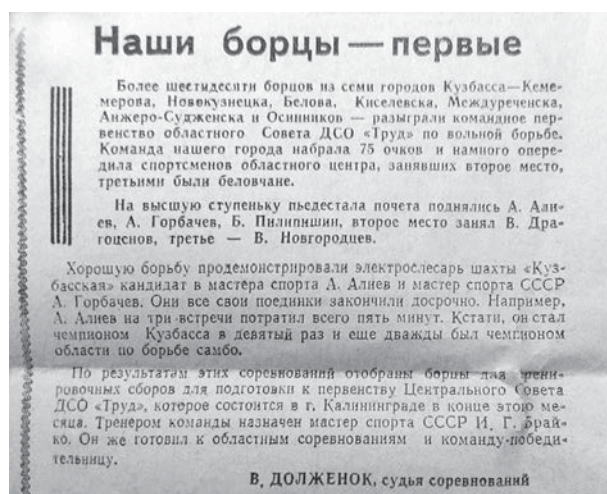 Наши борцы — первые
Более шестидесяти борцов из семи городов Кузбасса—Кеме-
мерова, Новокузнецка, Белова, Киселевска, Междуреченска,
Анжеро-Судженска и Осинников — разыграли командное пер-
венство областного Совета ДСО «Труд» по вольной борьбе.
Команда нашего города набрала 75 очков и намного опере-
дила спортсменов областного центра, занявших второе место,
третьими были беловчане.
На высшую ступеньку пьедестала почета поднялись А. Али-
ев, А. Горбачев, Б. Пилипишин, второе место занял В. Дра-
гоценов, третье — В. Новгородцев.
Хорошую борьбу продемонстрировали электрослесарь шахты «Куз-
басская» кандидат в мастера спорта А. Алиев и мастер спорта СССР
А. Горбачев. Они все свои поединки закончили досрочно. Например,
А. Алиев на три встречи потратил всего пять минут. Кстати, он стал
чемпионом Кузбасса в девятый раз и еще дважды был чемпионом
области по борьбе самбо.
По результатам этих соревнований отобраны борцы для трени-
ровочных сборов для подготовки к первенству Центрального Совета
ДСО «Труд», которое состоится в г. Калининграде в конце этого ме-
сяца. Тренером команды назначен мастер спорта СССР И. Г. Брай-
ко. Он же готовил к областным соревнованиям и команду-победи-
тельницу.
В. ДОЛЖЕНОК, судья соревнований